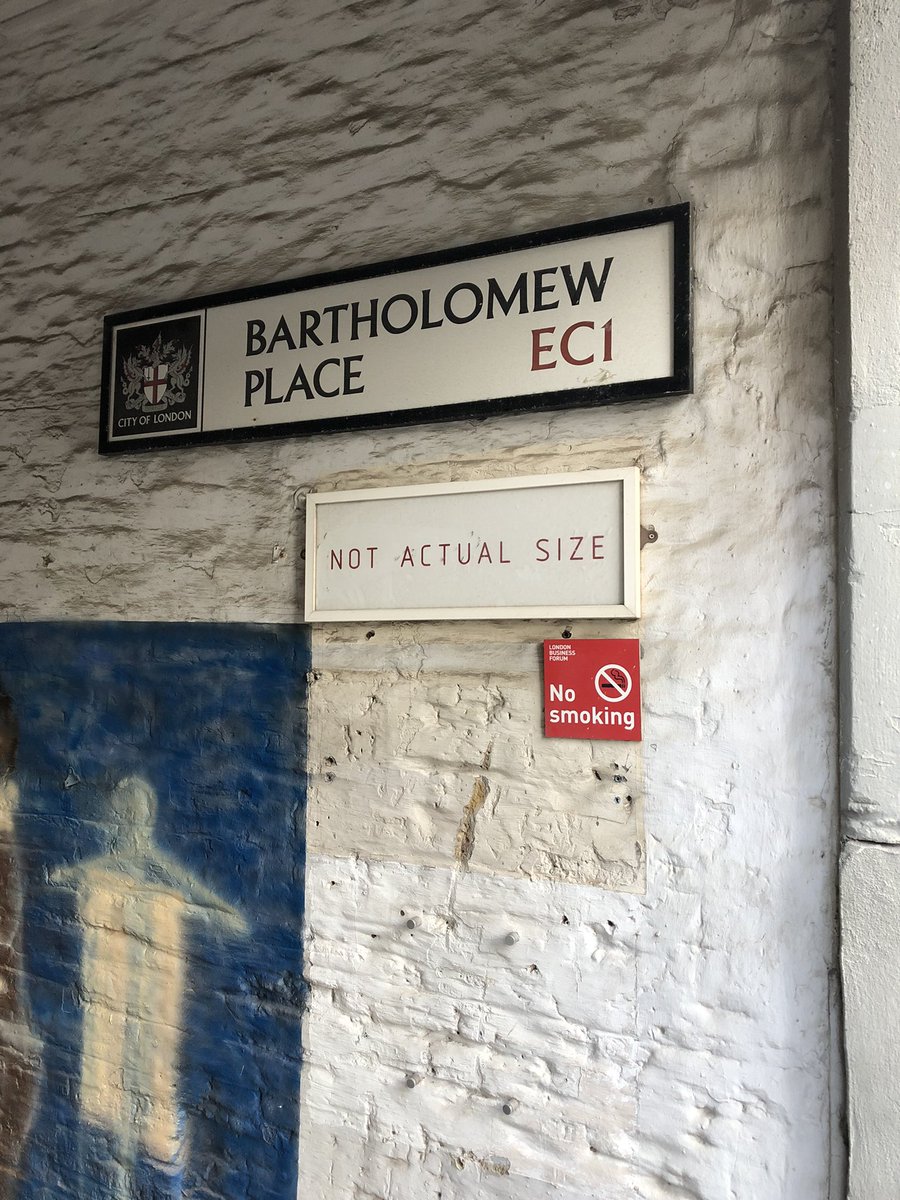 BARTHOLOMEW
PLACE EC1
CITY OF LONDON
NOT ACTUAL SIZE
LONDON
BUSINESS
FORUM
No
smoking